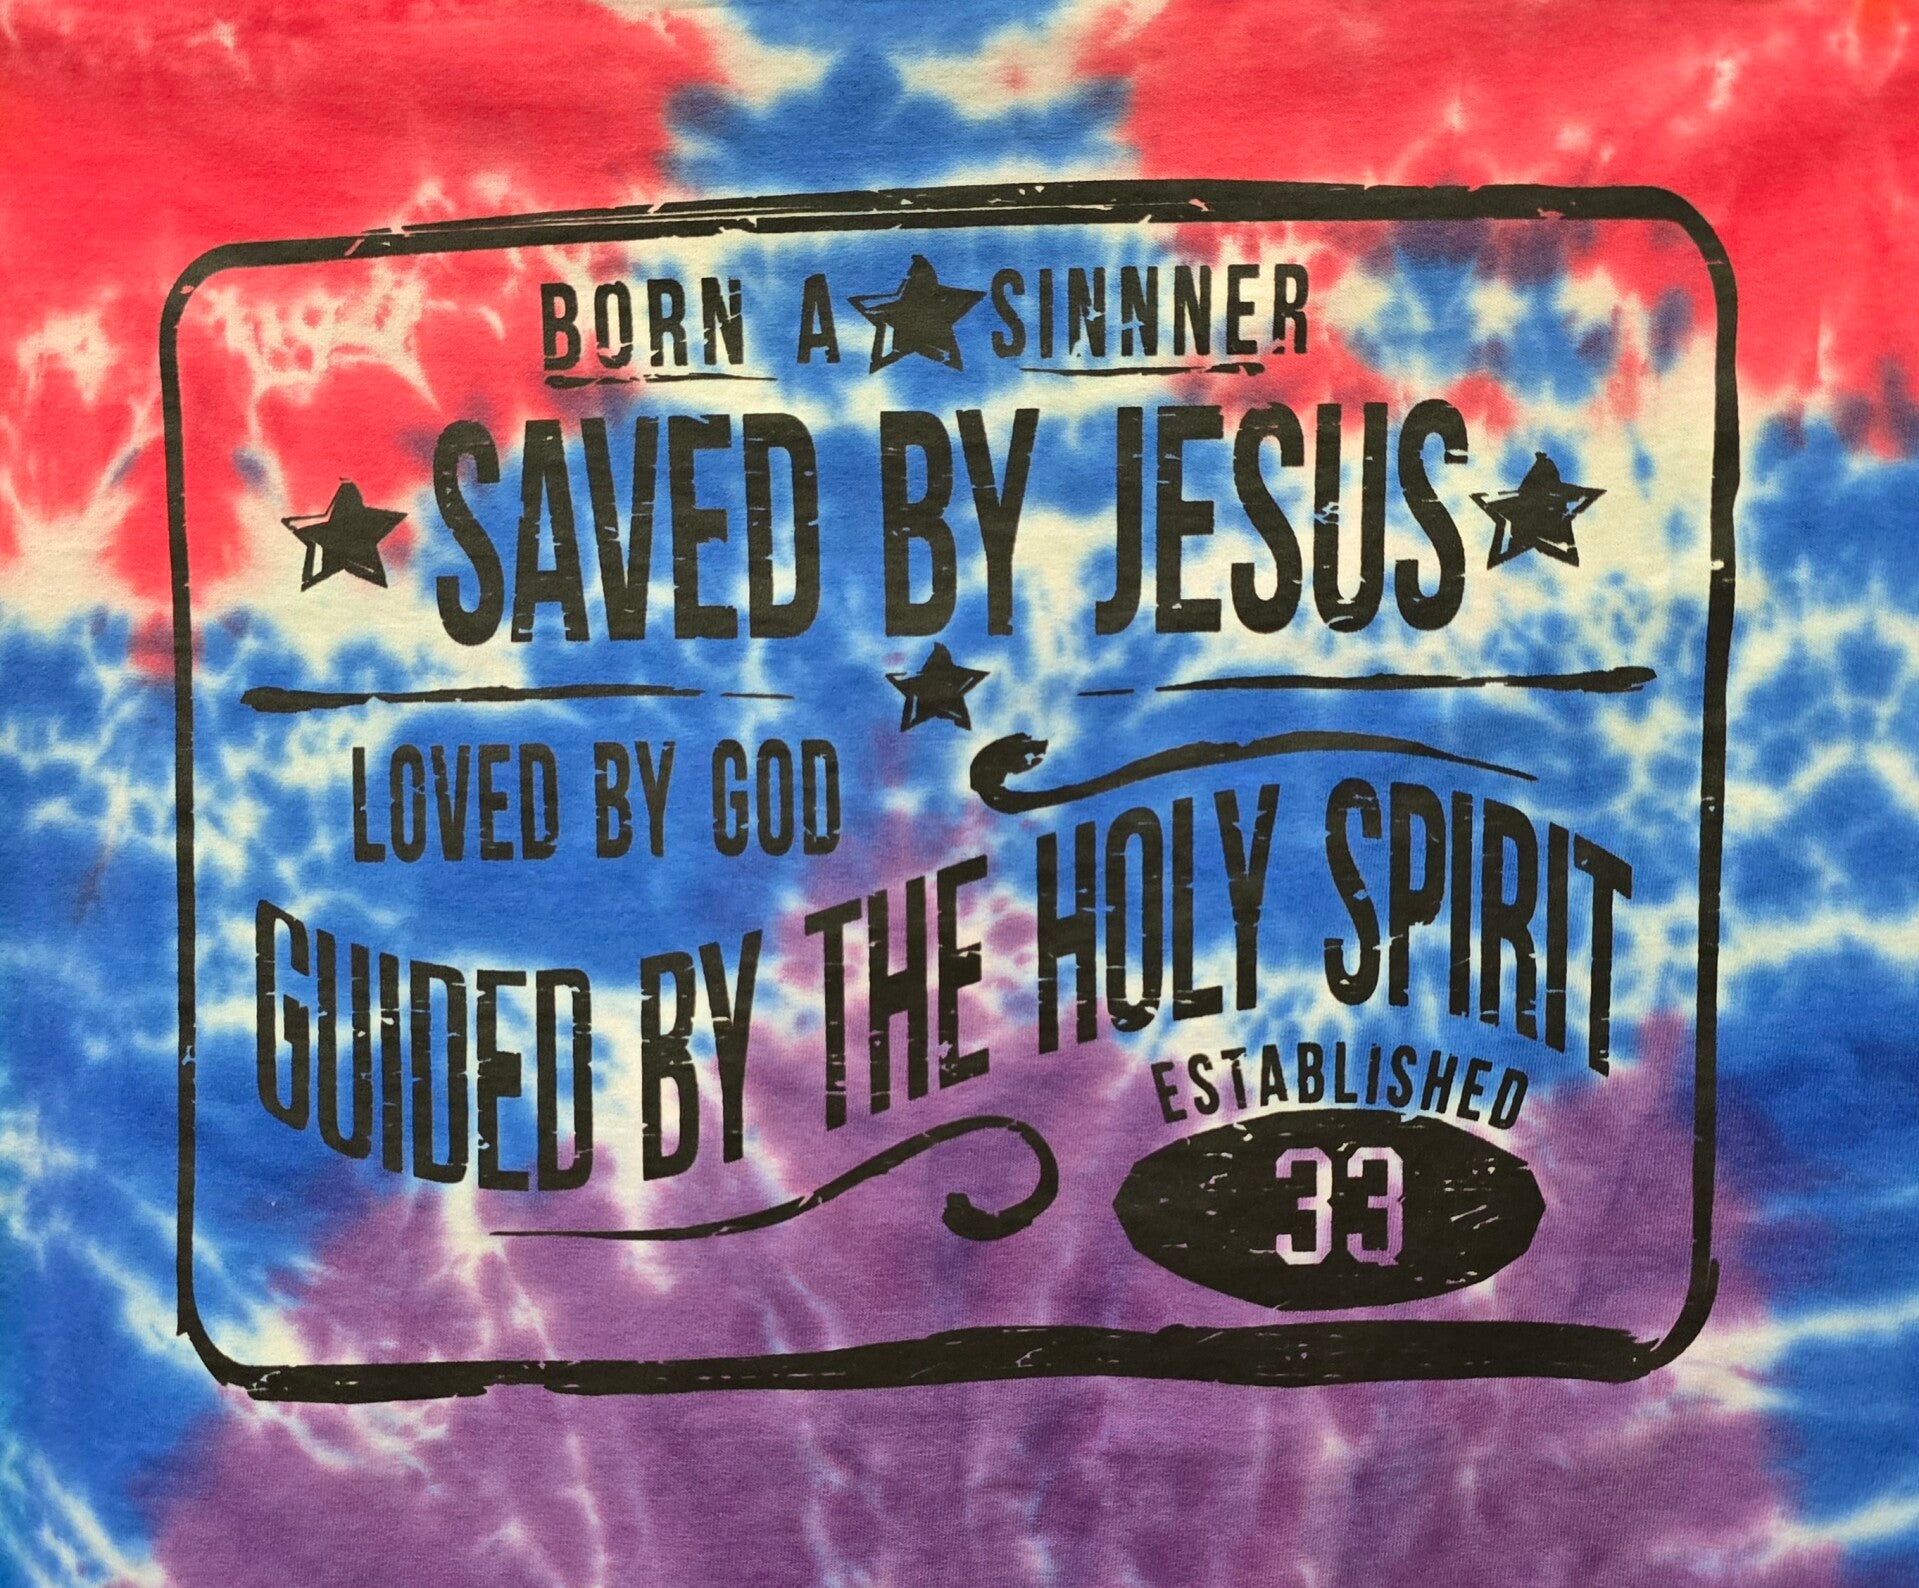 BORN A SINNNER
SAVED BY JESUS
LOVED BY GOD
GUIDED BY THE HOLY SPIRIT
ESTABLISHED
33